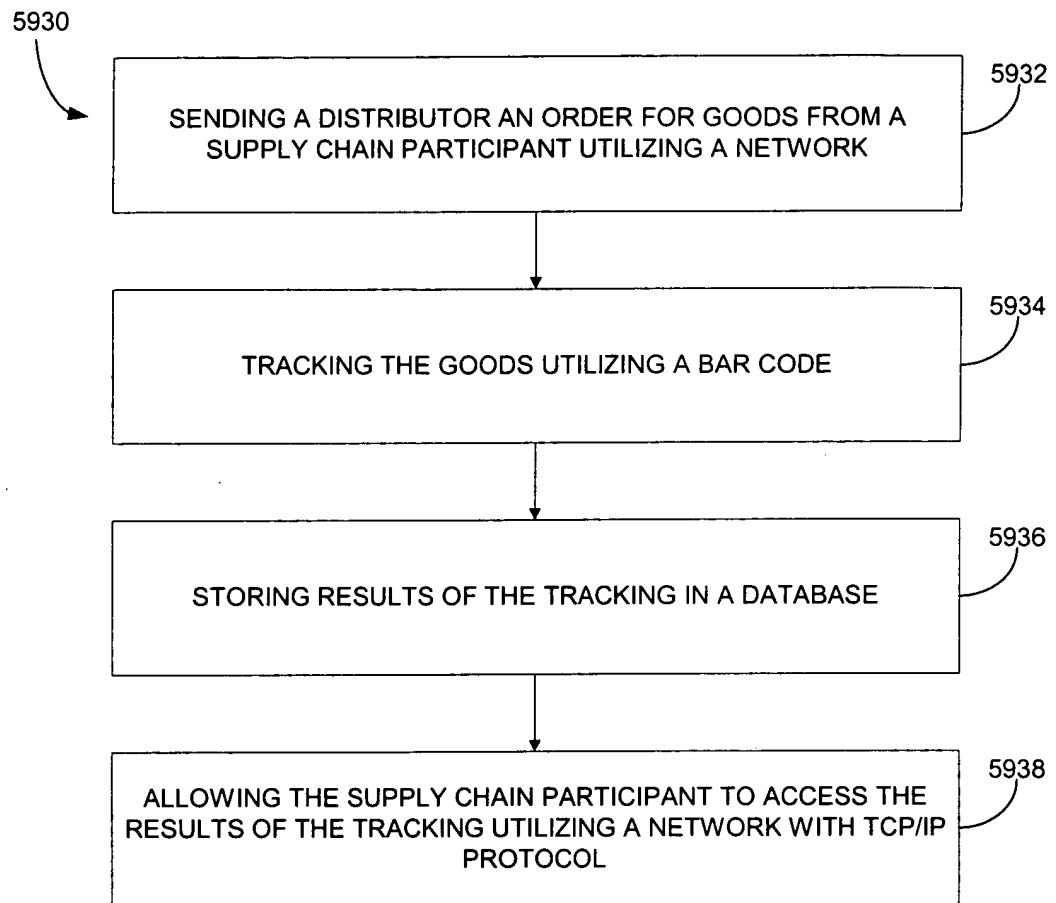 5930
5932
SENDING A DISTRIBUTOR AN ORDER FOR GOODS FROM A
SUPPLY CHAIN PARTICIPANT UTILIZING A NETWORK
5934
TRACKING THE GOODS UTILIZING A BAR CODE
5936
STORING RESULTS OF THE TRACKING IN A DATABASE
5938
ALLOWING THE SUPPLY CHAIN PARTICIPANT TO ACCESS THE
RESULTS OF THE TRACKING UTILIZING A NETWORK WITH TCP/IP
PROTOCOL